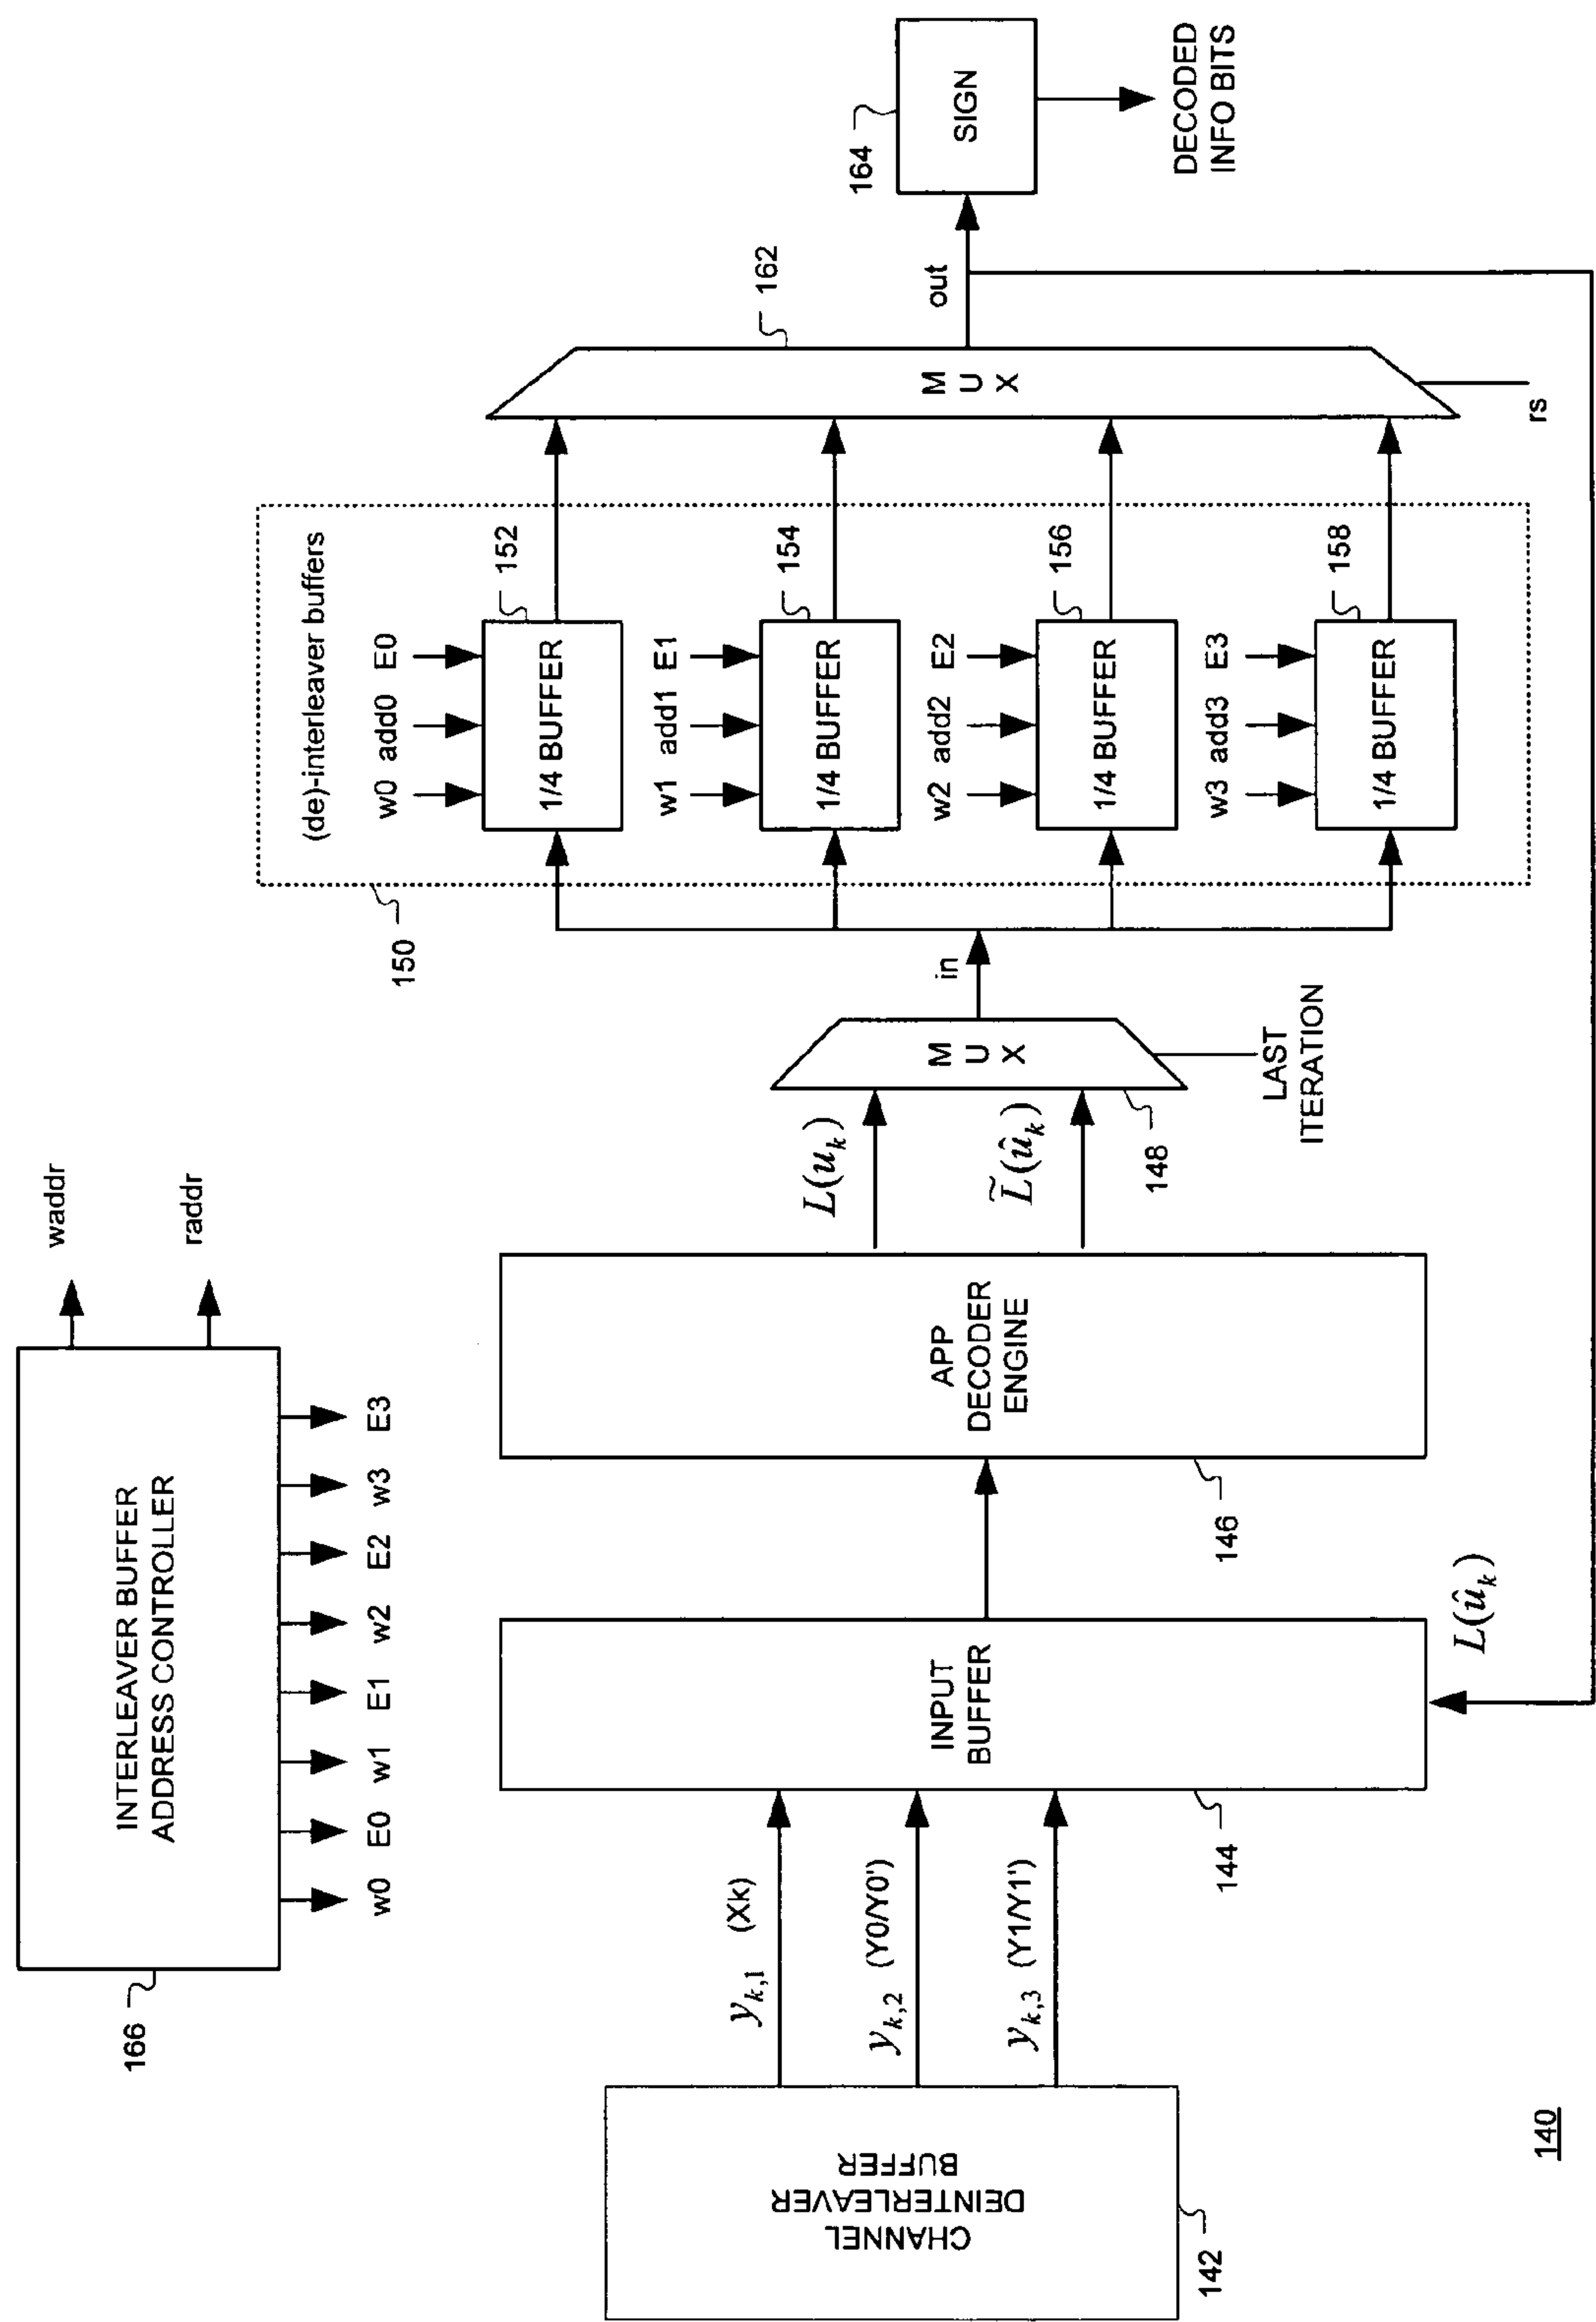 INTERLEAVER BUFFER
ADDRESS CONTROLLER
166
waddr
raddr
w0 E0 w1 E1 w2 E2 w3 E3
CHANNEL
DEINTERLEAVER
BUFFER
142
y_{k,1} (Xk)
y_{k,2} (Y0/Y0')
y_{k,3} (Y1/Y1')
INPUT
BUFFER
144
L(û_k)
APP
DECODER
ENGINE
146
L(u_k)
L̃(û_k)
M
U
X
148
LAST
ITERATION
in
150
(de)-interleaver buffers
w0 add0 E0
1/4 BUFFER
152
w1 add1 E1
1/4 BUFFER
154
w2 add2 E2
1/4 BUFFER
156
w3 add3 E3
1/4 BUFFER
158
M
U
X
162
rs
out
SIGN
164
DECODED
INFO BITS
140